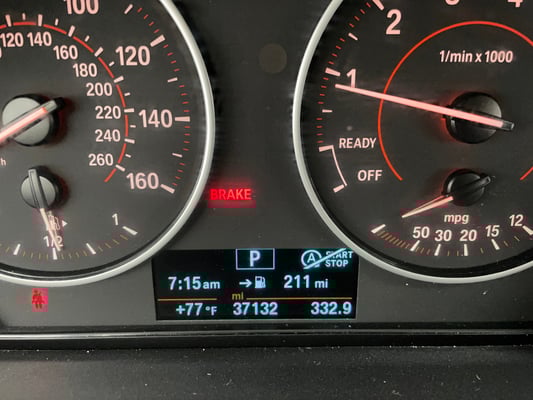 100 120 140 160
120 140 160 180 200 220 240 260
1/2 1
BRAKE
1 2 3 4
1/min x 1000
READY
OFF
mpg
50 30 20 15 12
P
A START
STOP
7:15 am
211 mi
mi
+77 °F 37132 332.9